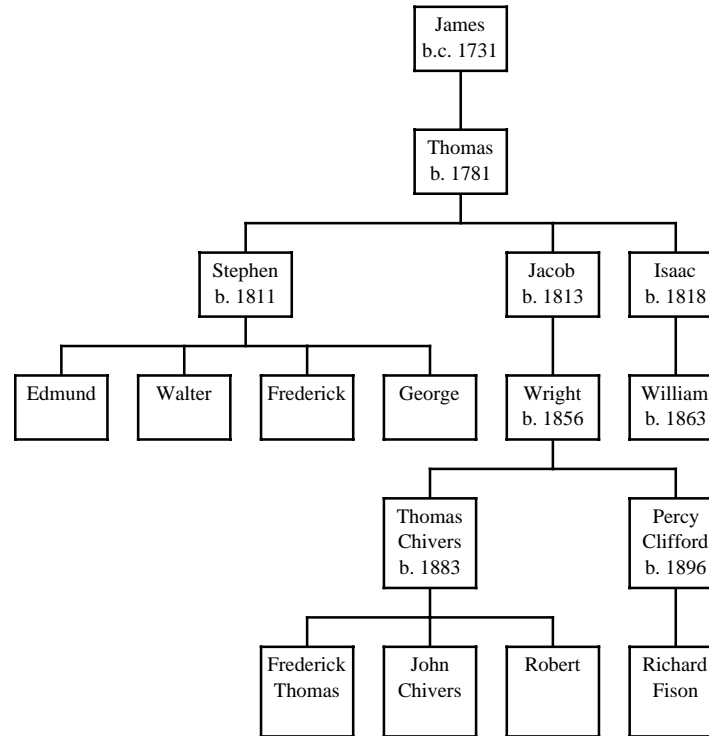 James
b.c. 1731
Thomas
b. 1781
Stephen
b. 1811
Jacob
b. 1813
Isaac
b. 1818
Edmund
Walter
Frederick
George
Wright
b. 1856
William
b. 1863
Thomas
Chivers
b. 1883
Percy
Clifford
b. 1896
Frederick
Thomas
John
Chivers
Robert
Richard
Fison